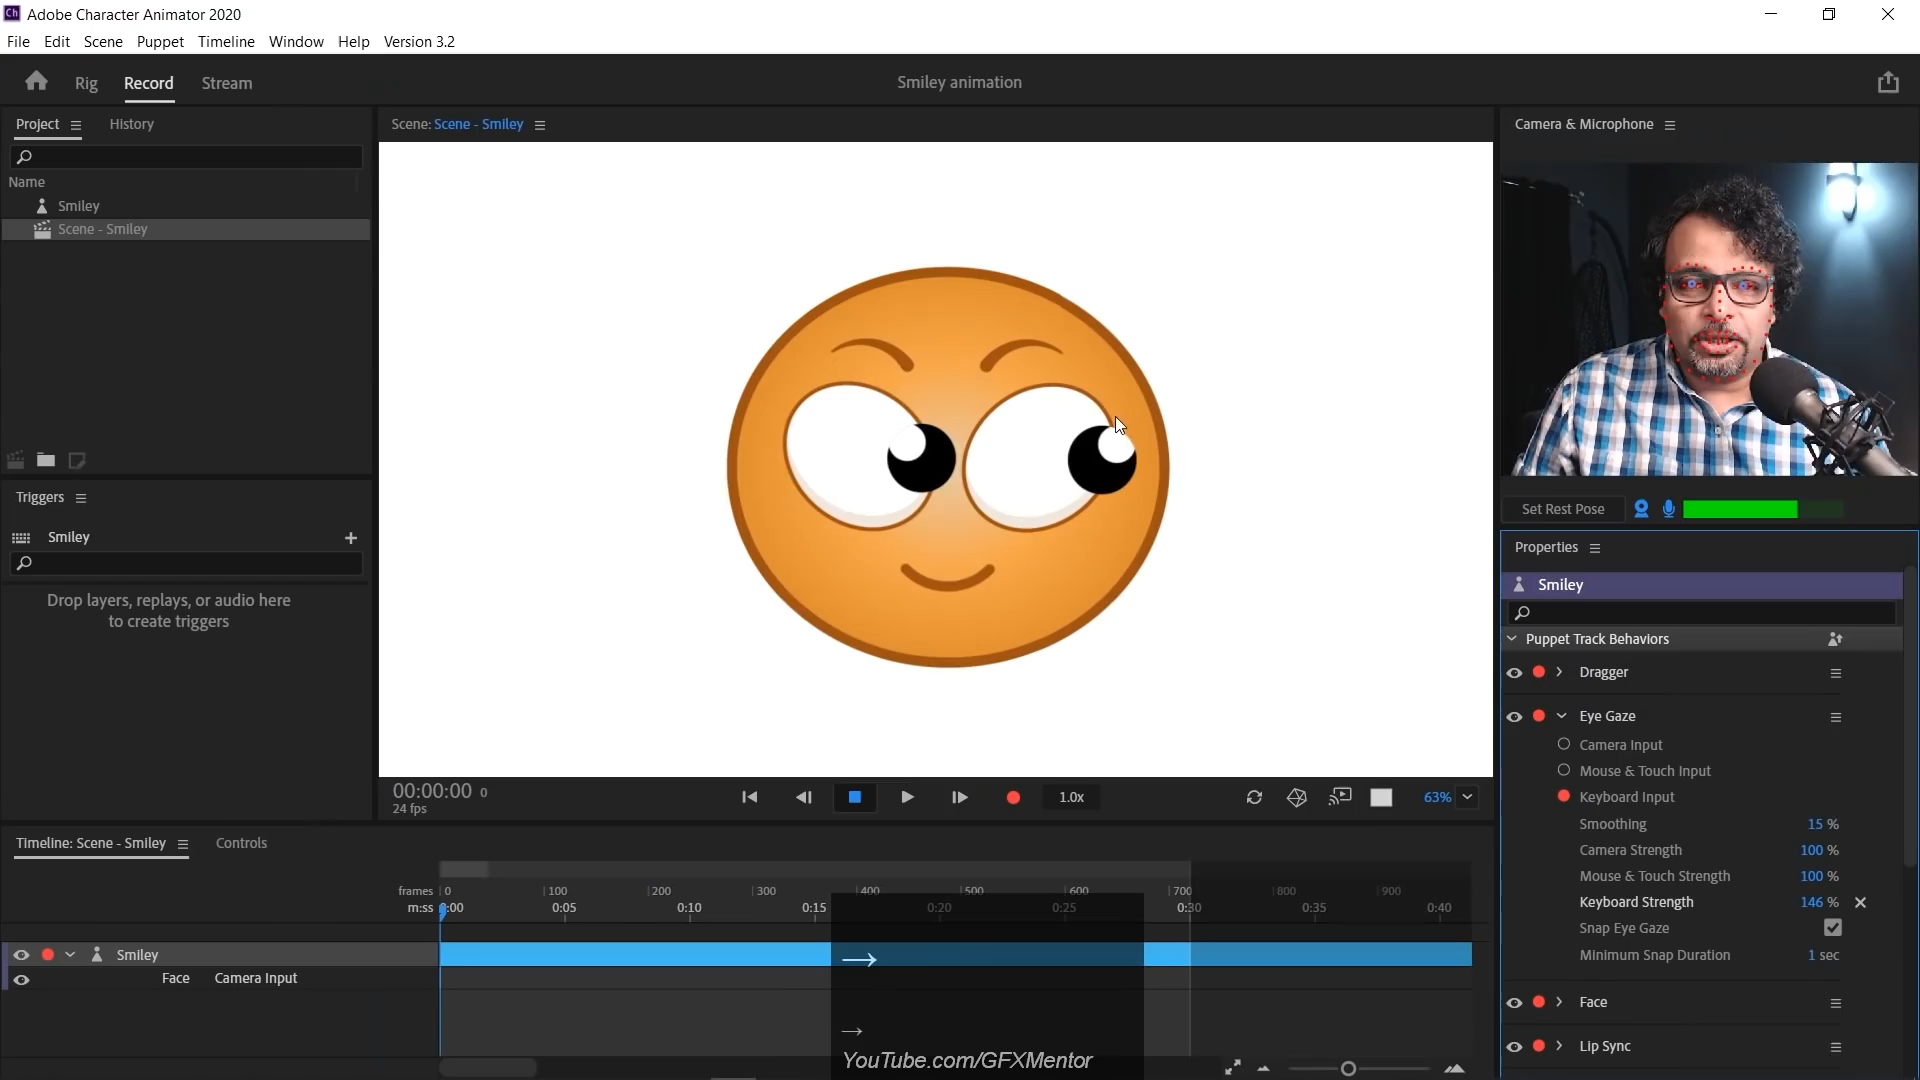 Ch Adobe Character Animator 2020
File Edit Scene Puppet Timeline Window Help Version 3.2
Rig Record Stream Smiley animation
Project History
Name
Smiley
Scene - Smiley
Triggers
Smiley
Drop layers, replays, or audio here
to create triggers
Scene: Scene - Smiley
00:00:00 0
24 fps
1.0x
63%
Camera & Microphone
Set Rest Pose
Properties
Smiley
Puppet Track Behaviors
Dragger
Eye Gaze
Camera Input
Mouse & Touch Input
Keyboard Input
Smoothing 15 %
Camera Strength 100 %
Mouse & Touch Strength 100 %
Keyboard Strength 146 %
Snap Eye Gaze
Minimum Snap Duration 1 sec
Face
Lip Sync
Timeline: Scene - Smiley Controls
frames 0 100 200 300 400 500 600 700 800 900
m:ss 0:00 0:05 0:10 0:15 0:20 0:25 0:30 0:35 0:40
Smiley
Face Camera Input
→
→
YouTube.com/GFXMentor